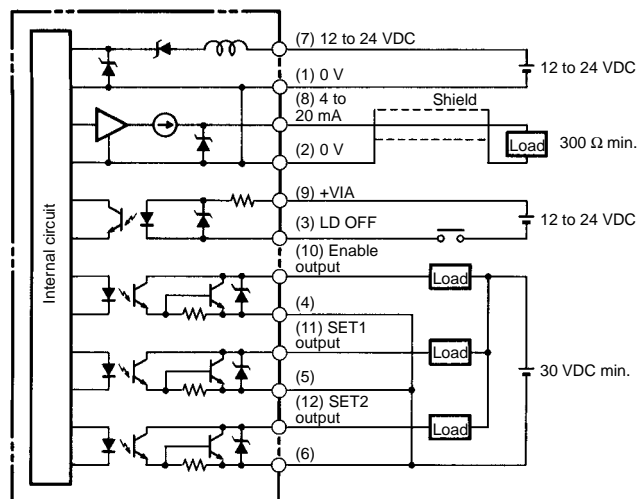 (7) 12 to 24 VDC
12 to 24 VDC
(1) 0 V
(8) 4 to
20 mA
Shield
Load
300 Ω min.
(2) 0 V
(9) +VIA
12 to 24 VDC
(3) LD OFF
(10) Enable
output
Load
(4)
(11) SET1
output
Load
30 VDC min.
(5)
(12) SET2
output
Load
(6)
Internal circuit